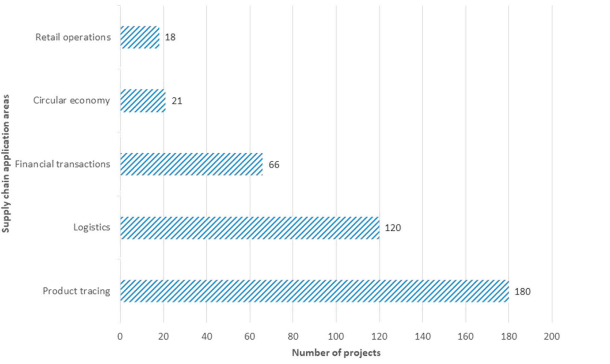 Supply chain application areas
Retail operations 18
Circular economy 21
Financial transactions 66
Logistics 120
Product tracing 180
0 20 40 60 80 100 120 140 160 180 200
Number of projects